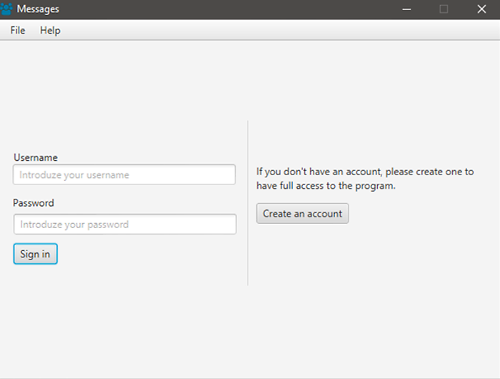 Messages
File Help
Username
Introduze your username
Password
Introduze your password
Sign in
If you don't have an account, please create one to
have full access to the program.
Create an account